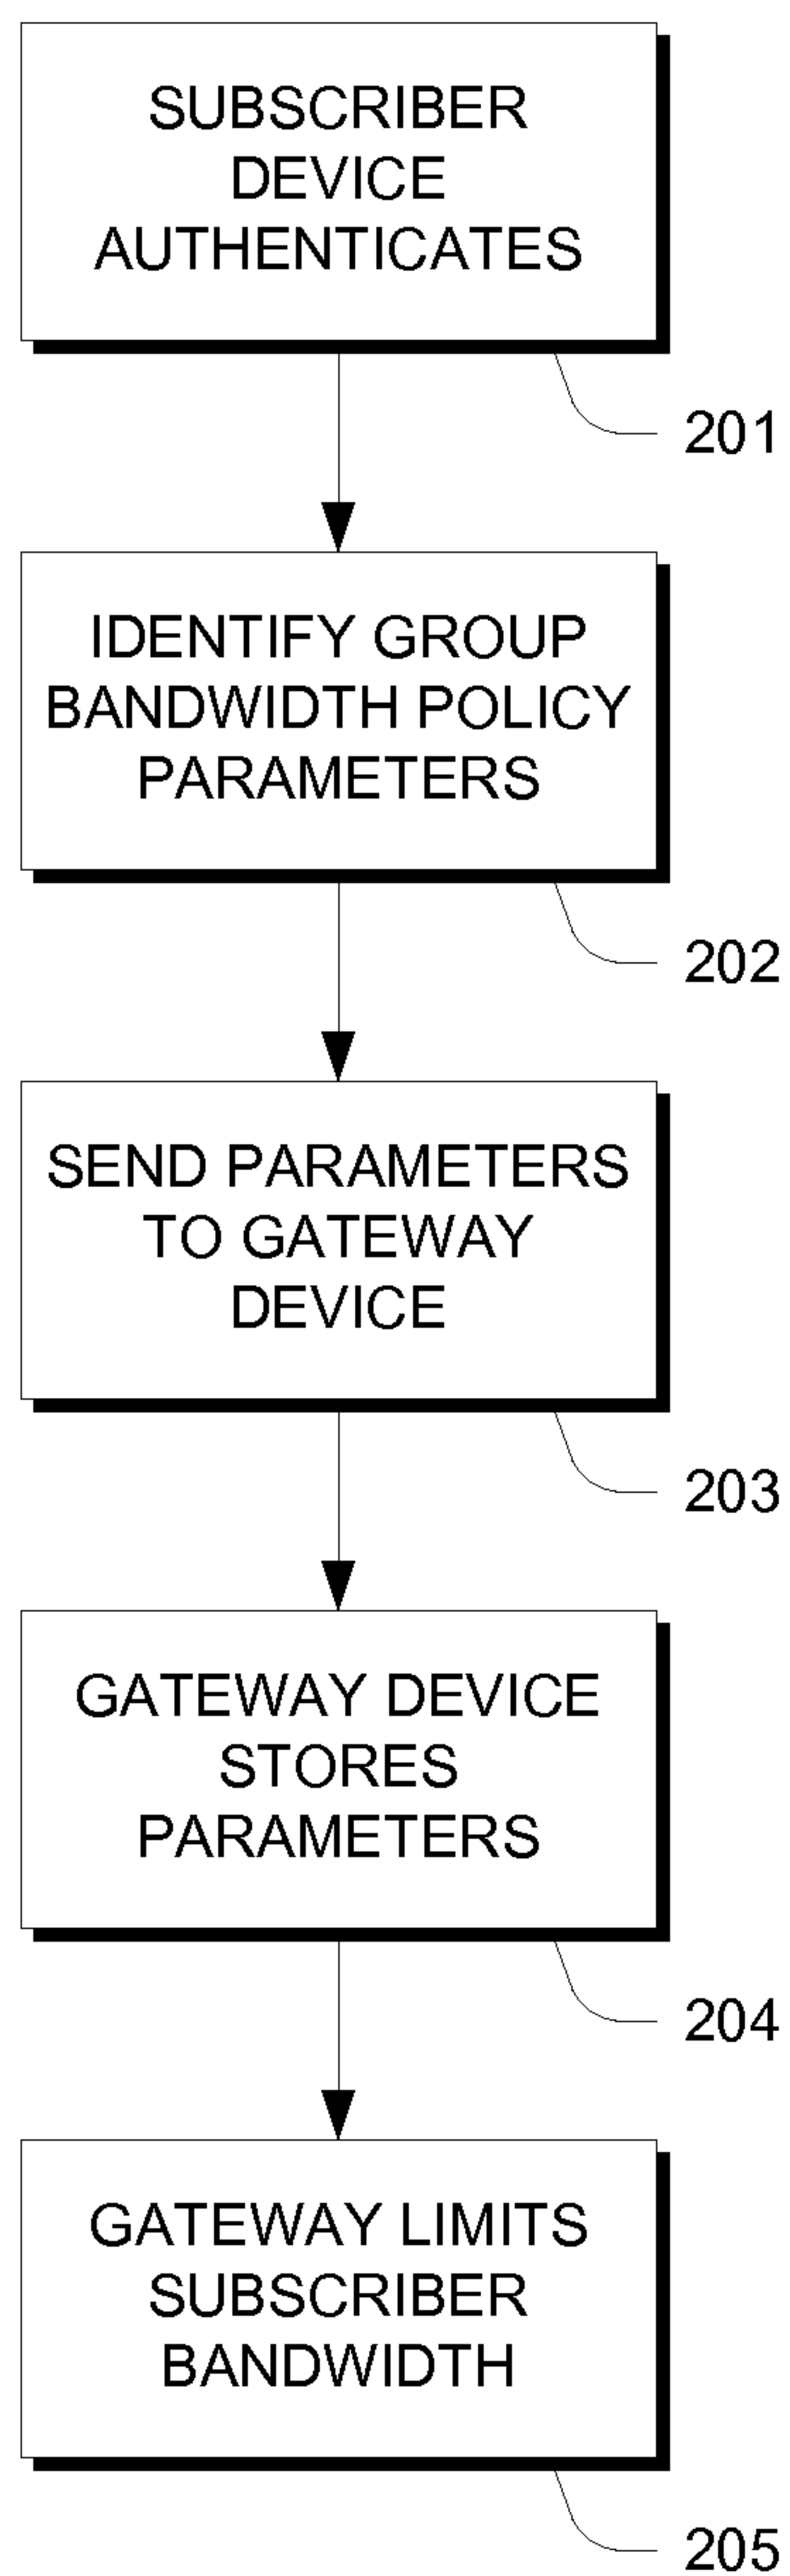 SUBSCRIBER
DEVICE
AUTHENTICATES
201
IDENTIFY GROUP
BANDWIDTH POLICY
PARAMETERS
202
SEND PARAMETERS
TO GATEWAY
DEVICE
203
GATEWAY DEVICE
STORES
PARAMETERS
204
GATEWAY LIMITS
SUBSCRIBER
BANDWIDTH
205